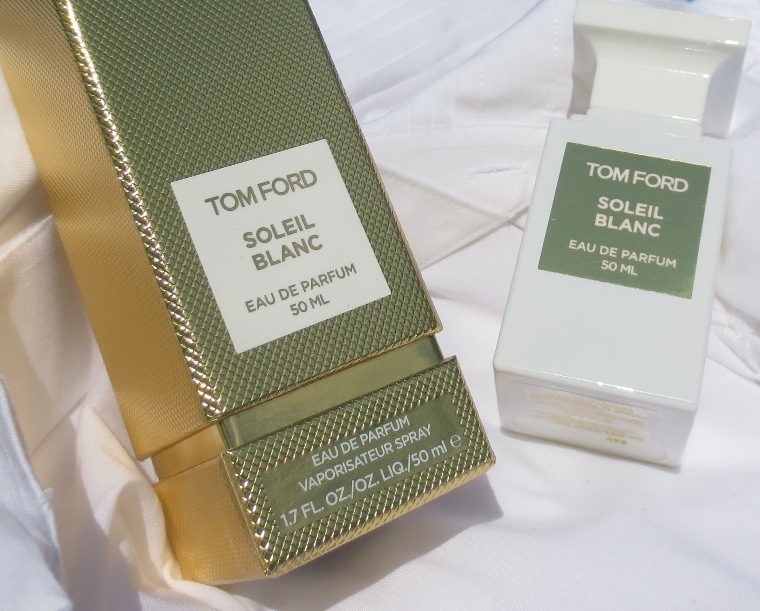 TOM FORD
SOLEIL
BLANC
EAU DE PARFUM
50 ML
EAU DE PARFUM
VAPORISATEUR SPRAY
1.7 FL. OZ./OZ. LIQ./50 ml ℮
TOM FORD
SOLEIL
BLANC
EAU DE PARFUM
50 ML